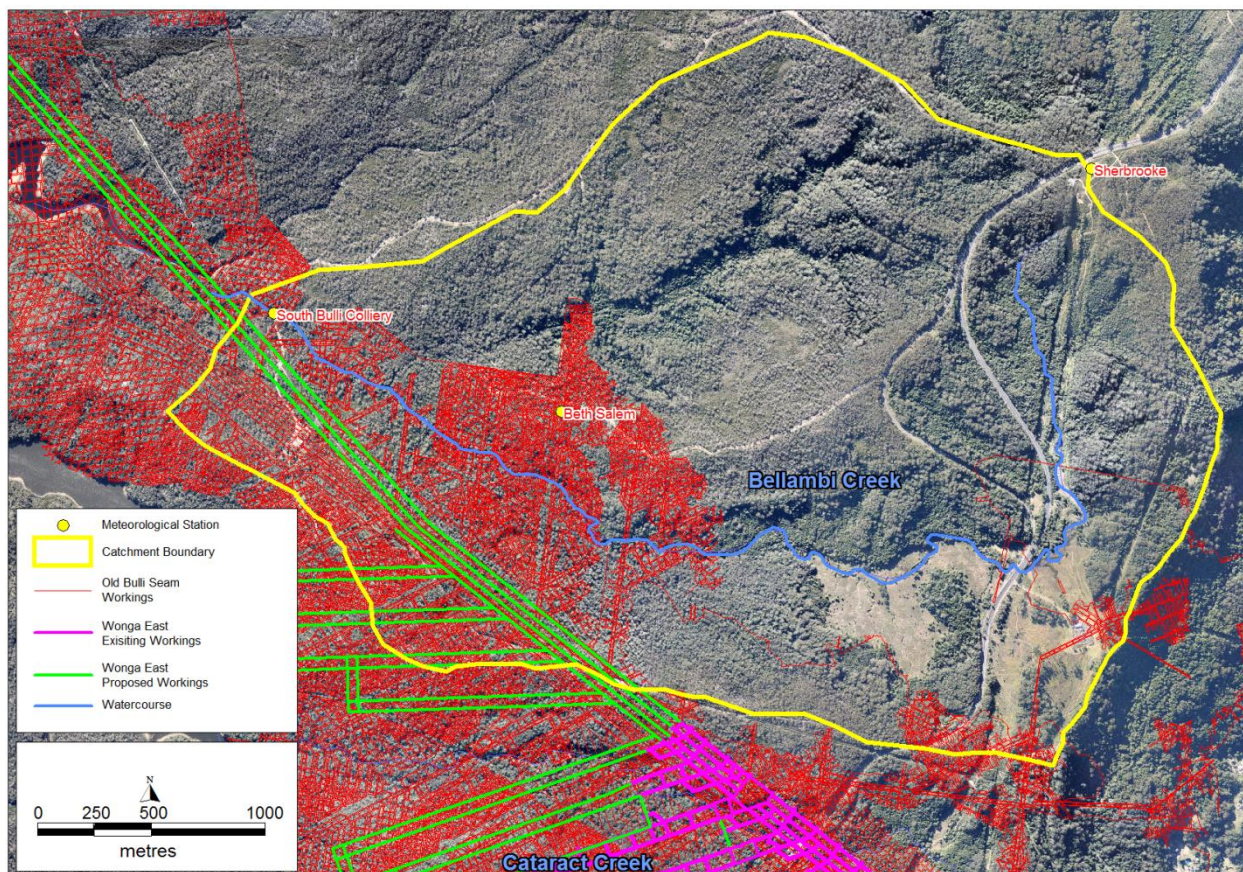 Sherbrooke
South Bulli Colliery
Beth Salem
Bellambi Creek
Meteorological Station
Catchment Boundary
Old Bulli Seam
Workings
Wonga East
Exisiting Workings
Wonga East
Proposed Workings
Watercourse
N
0 250 500 1000
metres
Cataract Creek